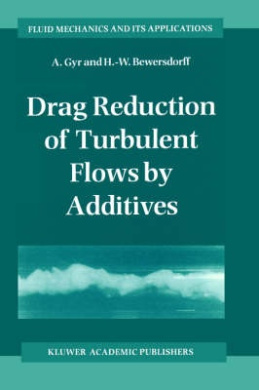 FLUID MECHANICS AND ITS APPLICATIONS
A. Gyr and H.-W. Bewersdorff
Drag Reduction
of Turbulent
Flows by
Additives
KLUWER ACADEMIC PUBLISHERS